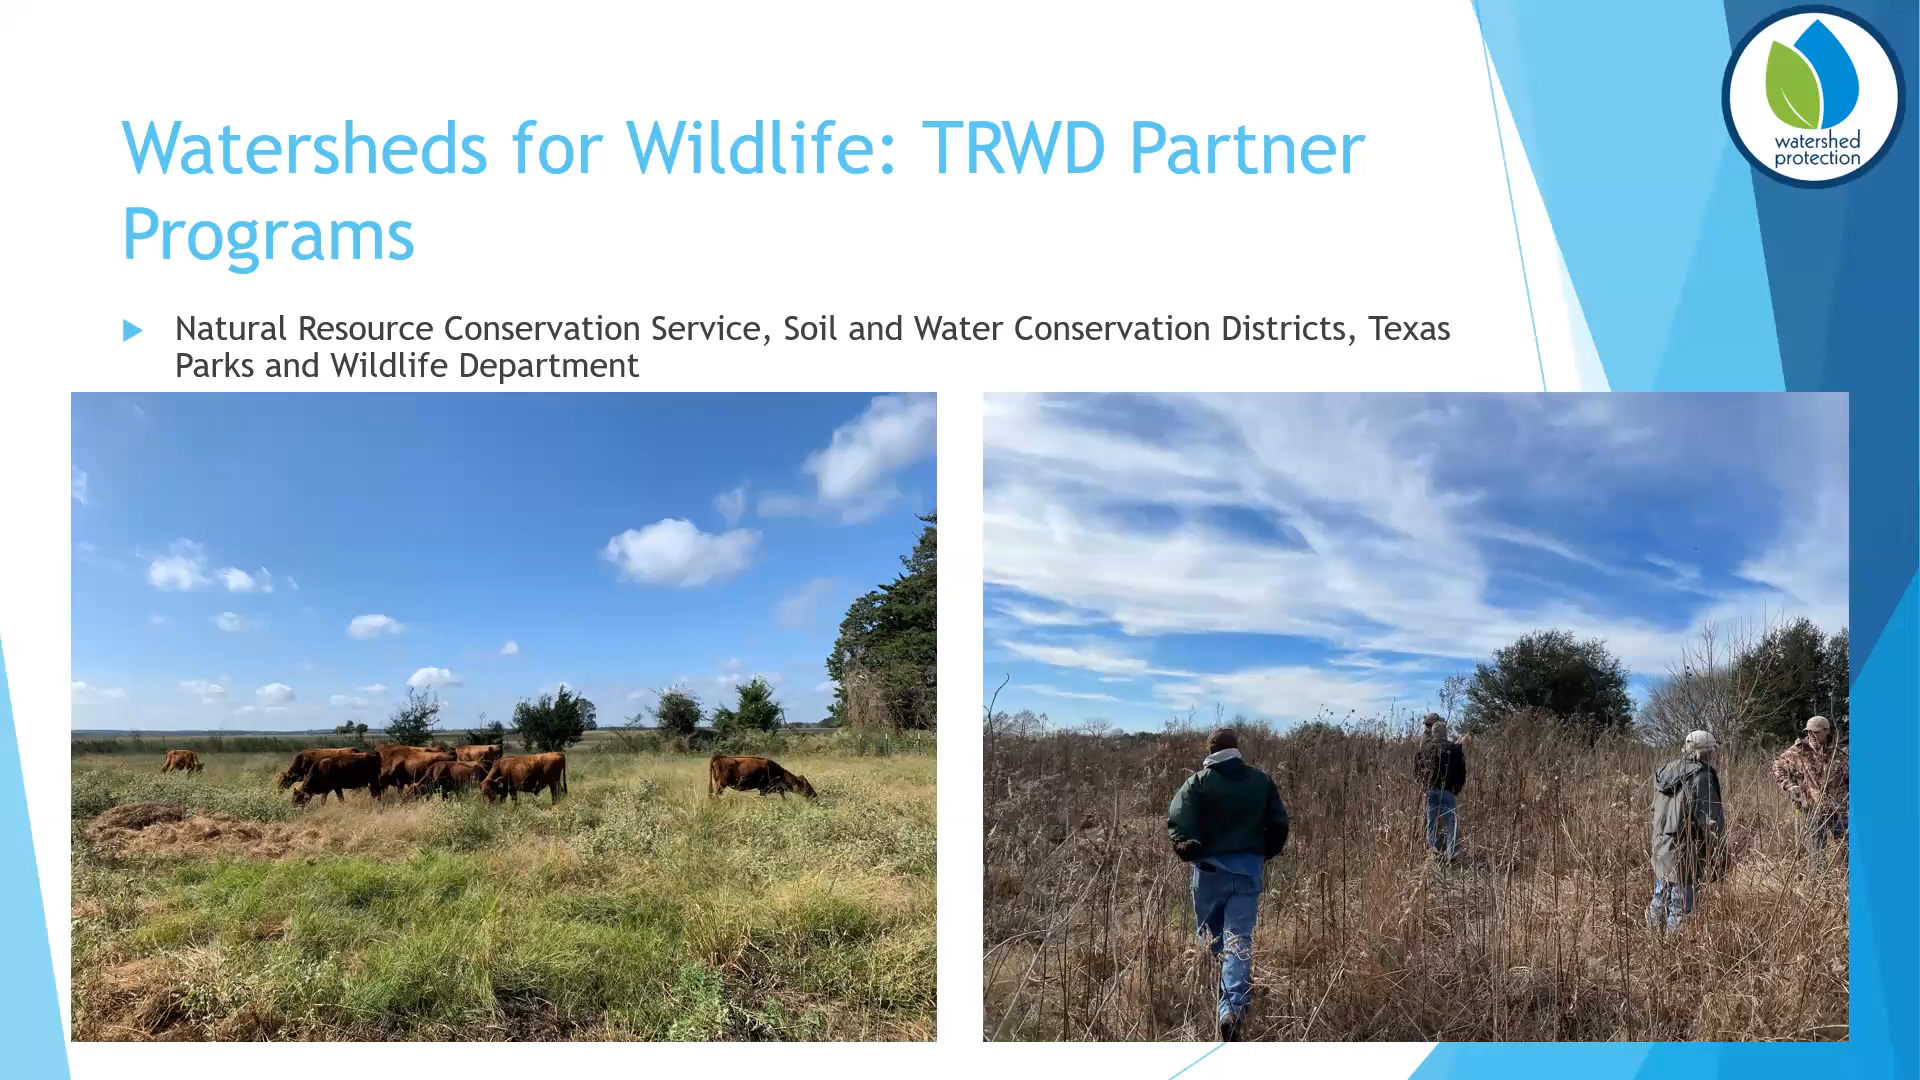 Watersheds for Wildlife: TRWD Partner
Programs
Natural Resource Conservation Service, Soil and Water Conservation Districts, Texas
Parks and Wildlife Department
watershed
protection